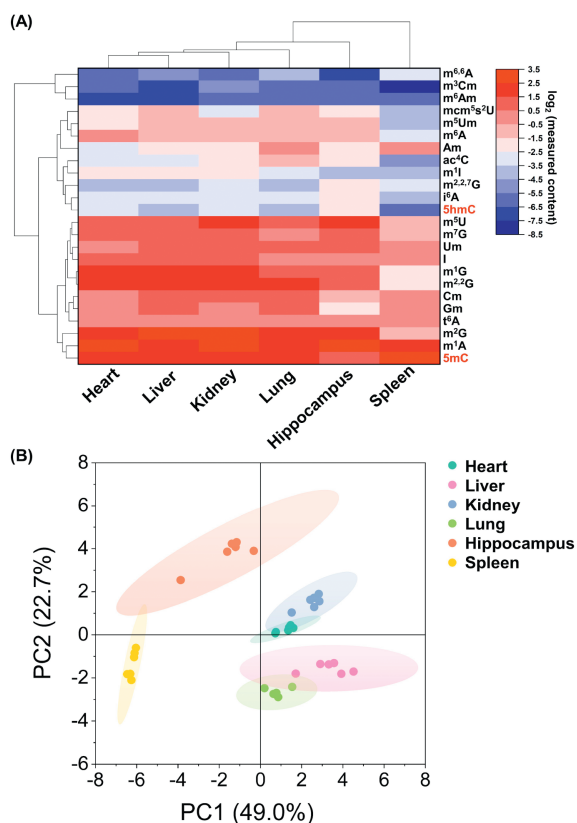 (A)
m⁶,⁶A
m³Cm
m⁶Am
mcm⁵s²U
m⁵Um
m⁶A
Am
ac⁴C
m¹I
m²,²,⁷G
i⁶A
5hmC
m⁵U
m⁷G
Um
I
m¹G
m²,²G
Cm
Gm
t⁶A
m²G
m¹A
5mC
3.5
2.5
1.5
0.5
-0.5
-1.5
-2.5
-3.5
-4.5
-5.5
-6.5
-7.5
-8.5
log₂ (measured content)
Heart
Liver
Kidney
Lung
Hippocampus
Spleen
(B)
8
6
4
2
0
-2
-4
-6
PC2 (22.7%)
-8 -6 -4 -2 0 2 4 6 8
PC1 (49.0%)
Heart
Liver
Kidney
Lung
Hippocampus
Spleen